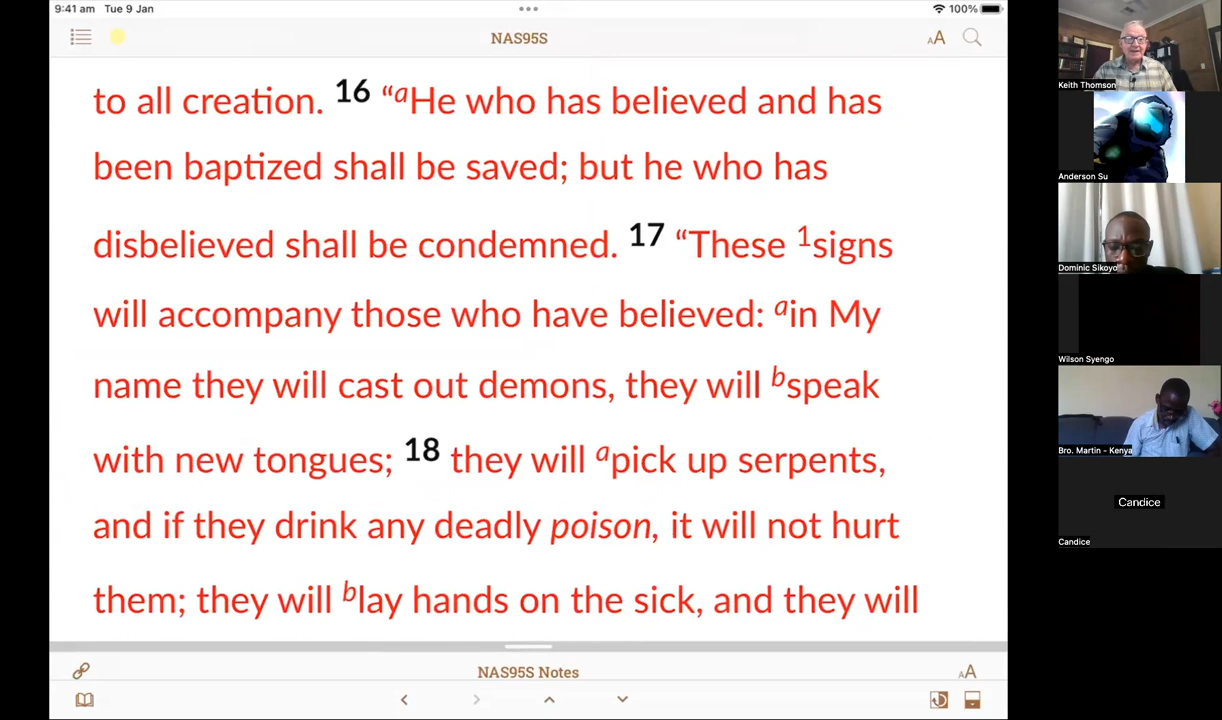 9:41 am Tue 9 Jan
100%
NAS95S
AA
to all creation. 16 “aHe who has believed and has
been baptized shall be saved; but he who has
disbelieved shall be condemned. 17 “These 1signs
will accompany those who have believed: ain My
name they will cast out demons, they will bspeak
with new tongues; 18 they will apick up serpents,
and if they drink any deadly poison, it will not hurt
them; they will blay hands on the sick, and they will
NAS95S Notes
AA
Keith Thomson
Anderson Su
Dominic Sikoyo
Wilson Syengo
Bro. Martin - Kenya
Candice
Candice